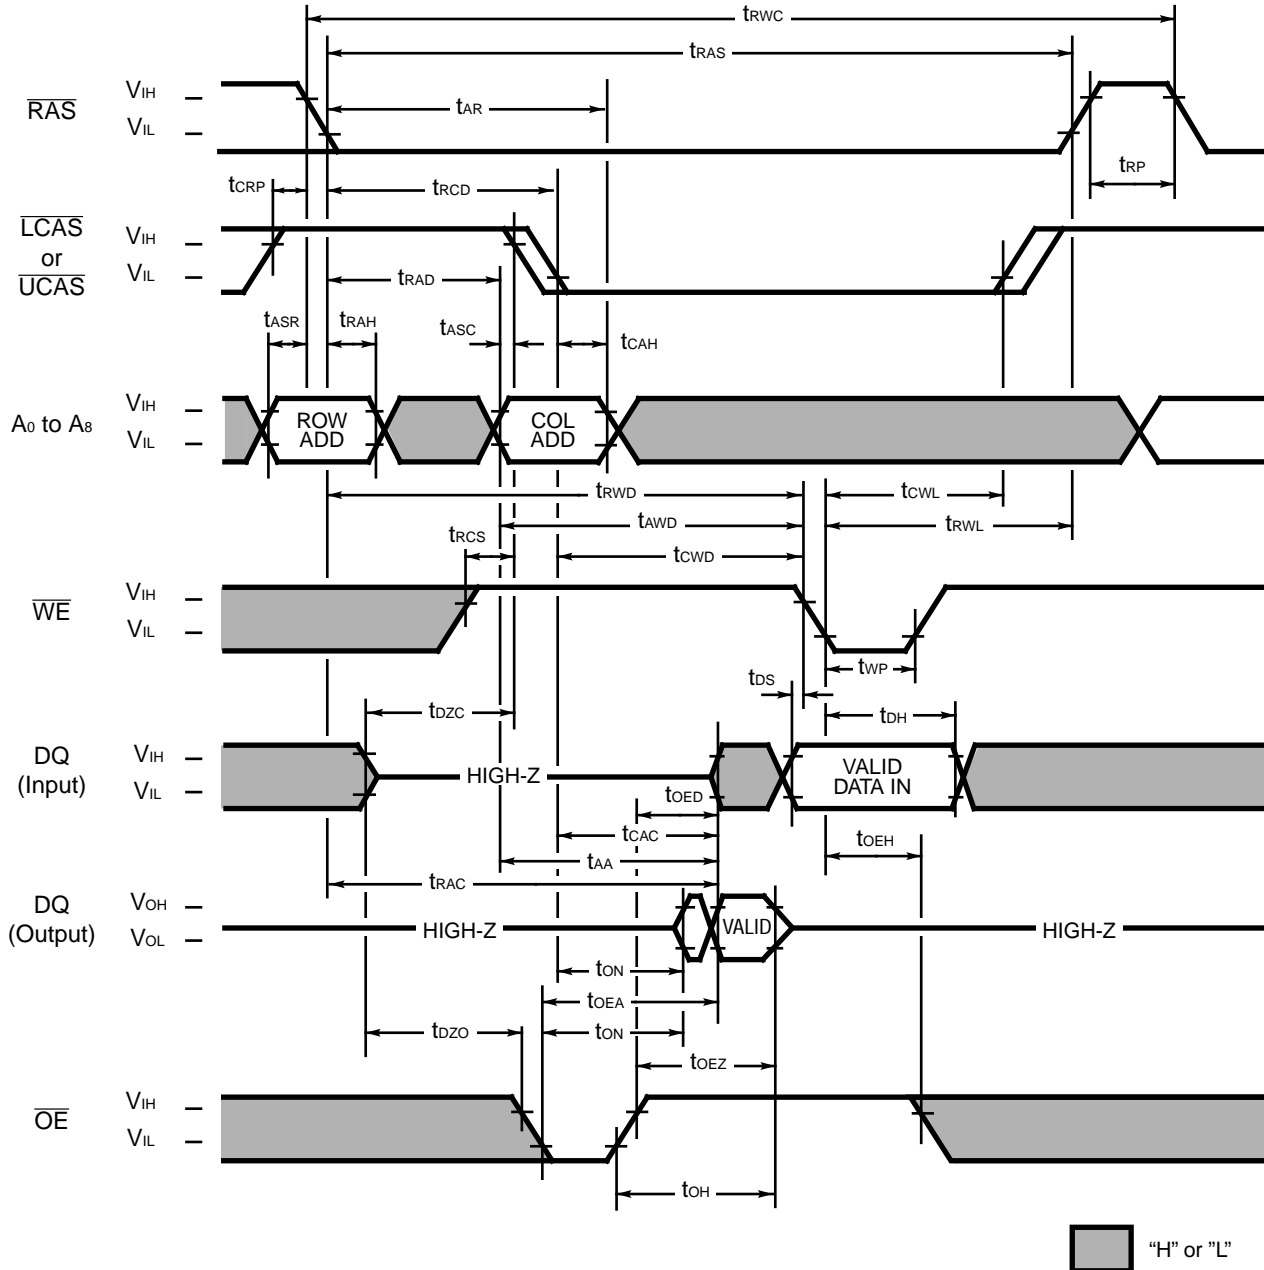 tRWC
tRAS
RAS
VIH
VIL
tAR
tCRP
tRCD
tRP
LCAS
or
UCAS
VIH
VIL
tRAD
tASR
tRAH
tASC
tCAH
A0 to A8
VIH
VIL
ROW
ADD
COL
ADD
tRWD
tCWL
tAWD
tRWL
tRCS
tCWD
WE
VIH
VIL
tWP
tDS
tDZC
tDH
DQ
(Input)
VIH
VIL
HIGH-Z
VALID
DATA IN
tOED
tCAC
tOEH
tAA
tRAC
DQ
(Output)
VOH
VOL
HIGH-Z
VALID
HIGH-Z
tON
tOEA
tDZO
tON
tOEZ
OE
VIH
VIL
tOH
“H” or ”L”